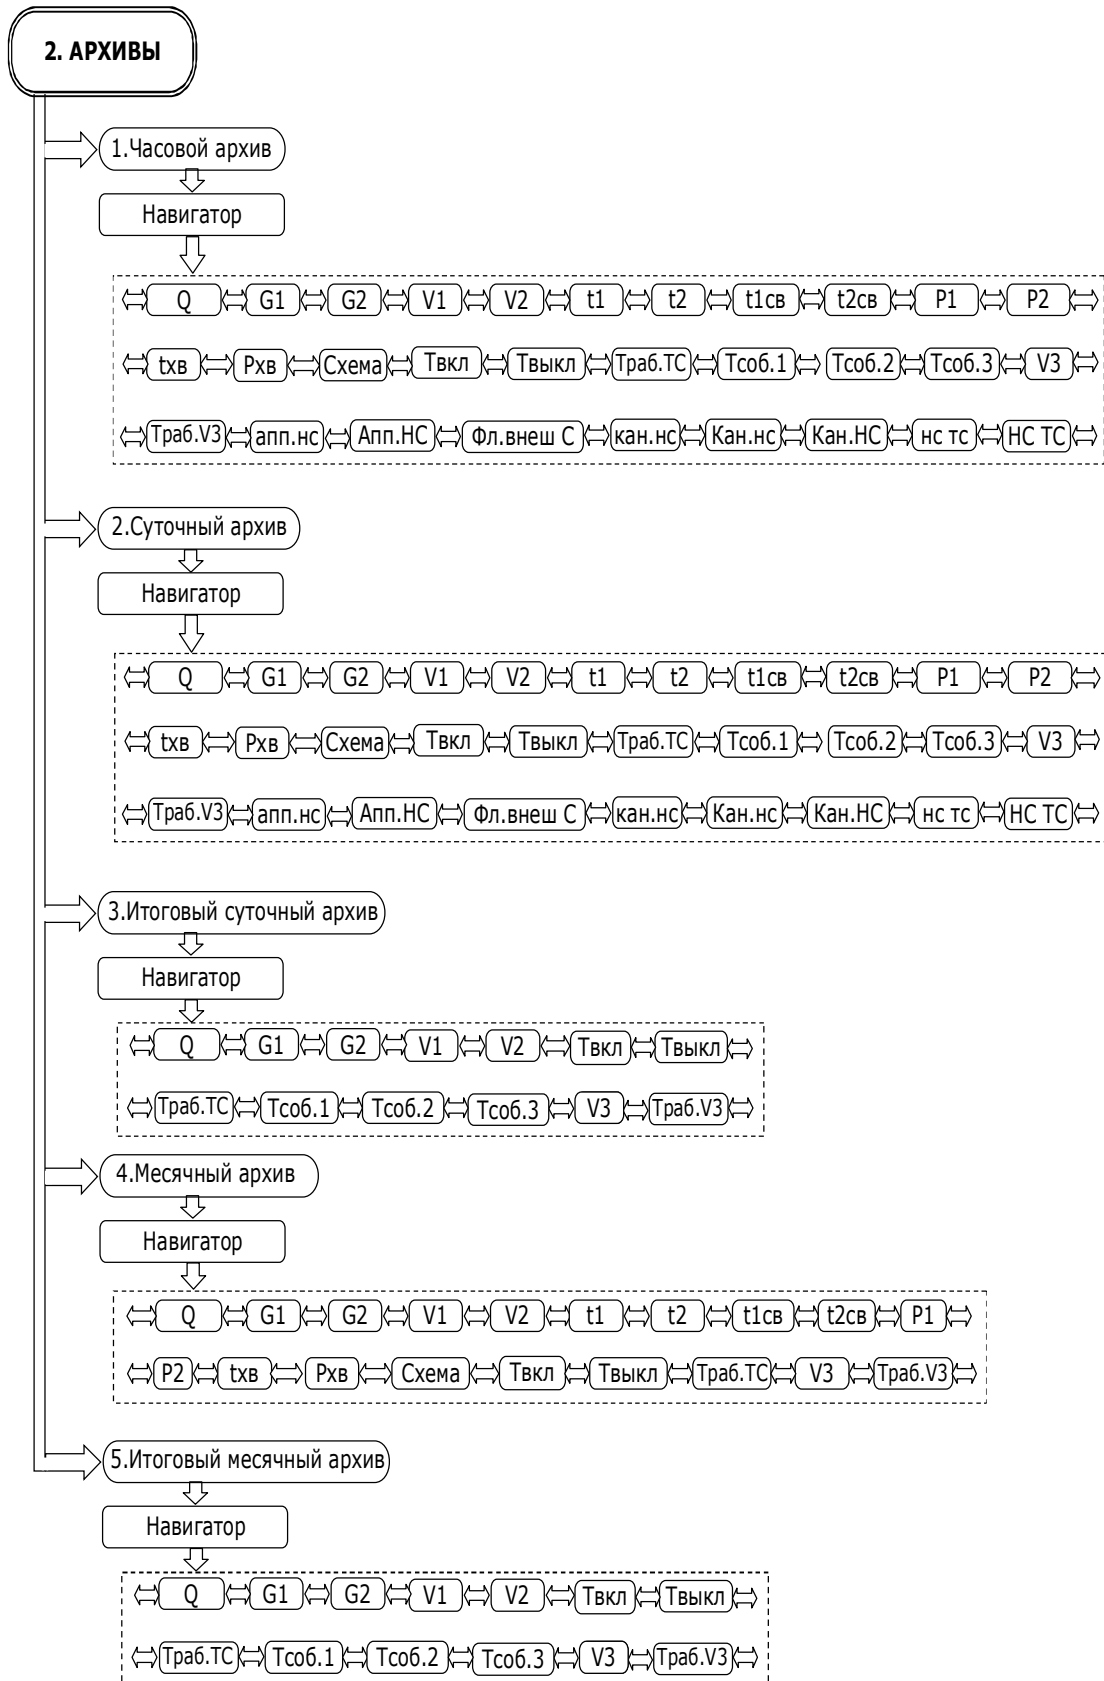 2. АРХИВЫ
1.Часовой архив
Навигатор
Q G1 G2 V1 V2 t1 t2 t1св t2св P1 P2
tхв Pхв Схема Твкл Твыкл Траб.ТС Тсоб.1 Тсоб.2 Тсоб.3 V3
Траб.V3 апп.нс Апп.НС Фл.внеш С кан.нс Кан.нс Кан.НС нс тс НС ТС
2.Суточный архив
Навигатор
Q G1 G2 V1 V2 t1 t2 t1св t2св P1 P2
tхв Pхв Схема Твкл Твыкл Траб.ТС Тсоб.1 Тсоб.2 Тсоб.3 V3
Траб.V3 апп.нс Апп.НС Фл.внеш С кан.нс Кан.нс Кан.НС нс тс НС ТС
3.Итоговый суточный архив
Навигатор
Q G1 G2 V1 V2 Твкл Твыкл
Траб.ТС Тсоб.1 Тсоб.2 Тсоб.3 V3 Траб.V3
4.Месячный архив
Навигатор
Q G1 G2 V1 V2 t1 t2 t1св t2св P1
P2 tхв Pхв Схема Твкл Твыкл Траб.ТС V3 Траб.V3
5.Итоговый месячный архив
Навигатор
Q G1 G2 V1 V2 Твкл Твыкл
Траб.ТС Тсоб.1 Тсоб.2 Тсоб.3 V3 Траб.V3